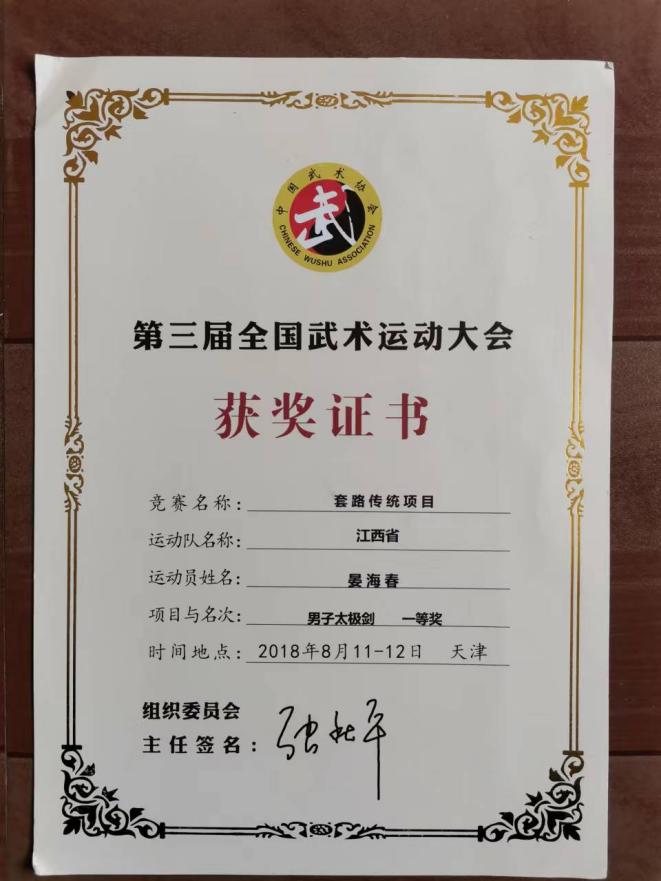 中国武术协会
武
CHINESE WUSHU ASSOCIATION
第三届全国武术运动大会
获奖证书
竞赛名称: 套路传统项目
运动队名称: 江西省
运动员姓名: 晏海春
项目与名次: 男子太极剑 一等奖
时间地点: 2018年8月11-12日 天津
组织委员会
主任签名: